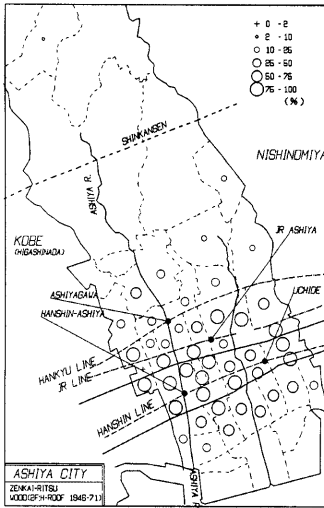 + 0 - 2
2 - 10
10 - 25
25 - 50
50 - 75
75 - 100
(%)
SHINKANSEN
NISHINOMIYA
ASHIYA R.
KOBE
(HIGASHINADA)
JR ASHIYA
ASHIYAGAWA
HANSHIN-ASHIYA
UCHIDE
HANKYU LINE
JR LINE
HANSHIN LINE
ASHIYA CITY
ZENKAI-RITSU
WOOD(2F:H-ROOF 1946-71)
ASHIYA R.